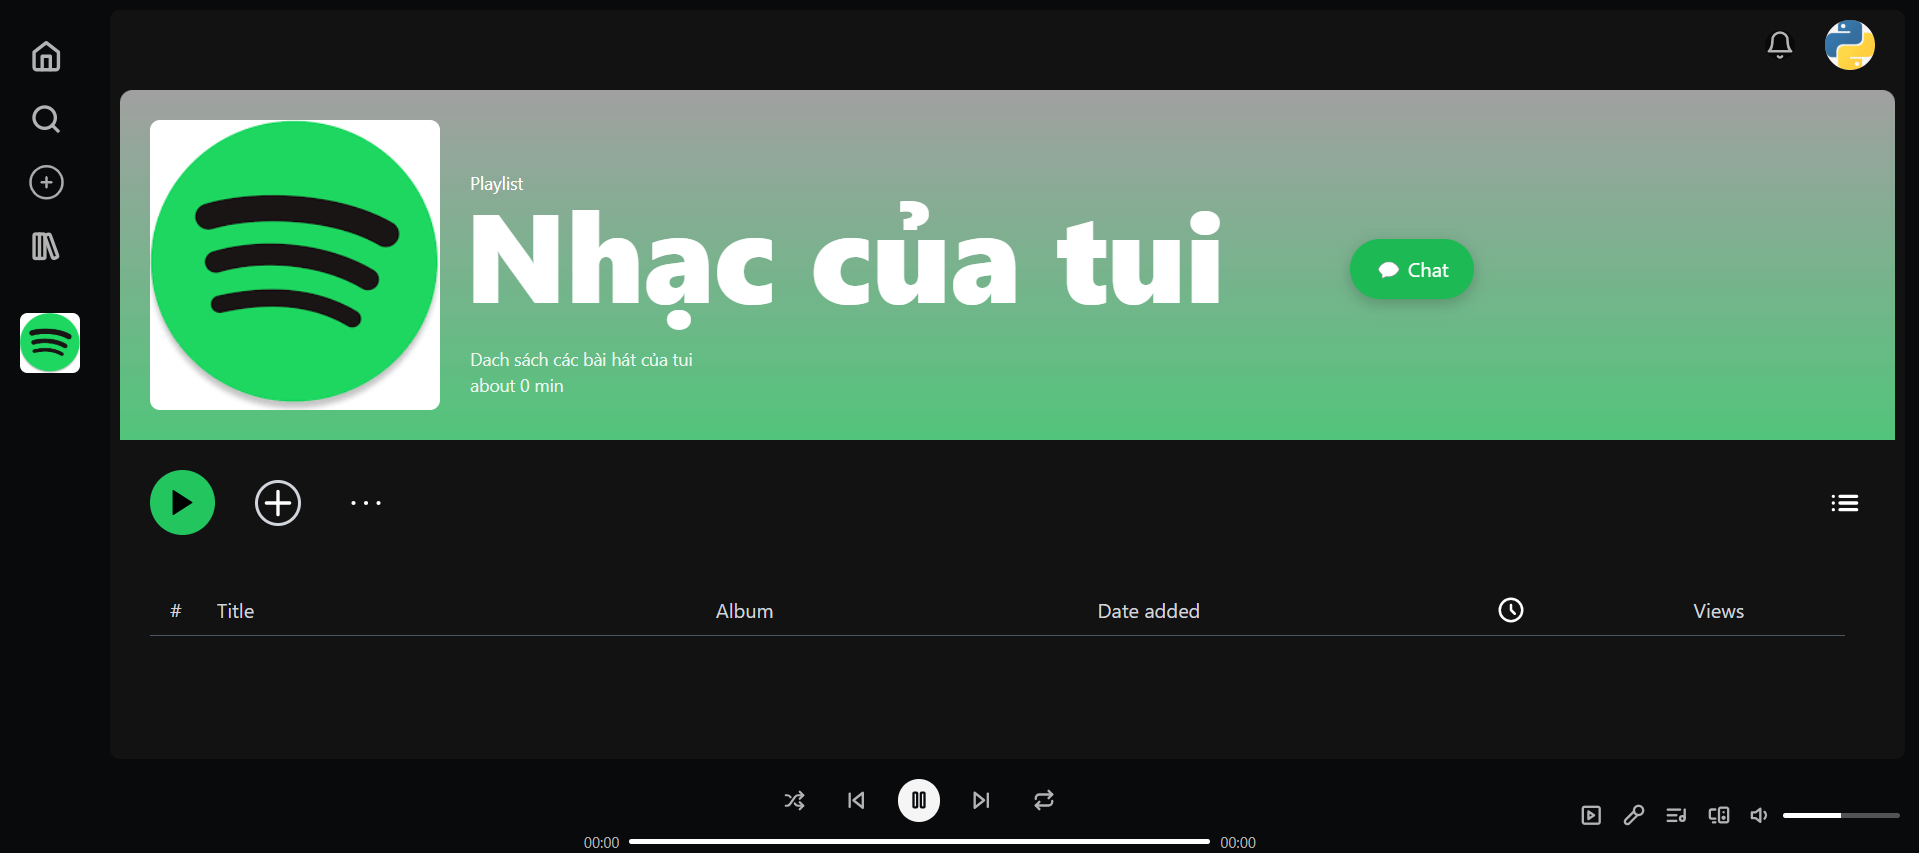 Playlist
Nhạc của tui
Chat
Dach sách các bài hát của tui
about 0 min
# Title Album Date added Views
00:00 00:00